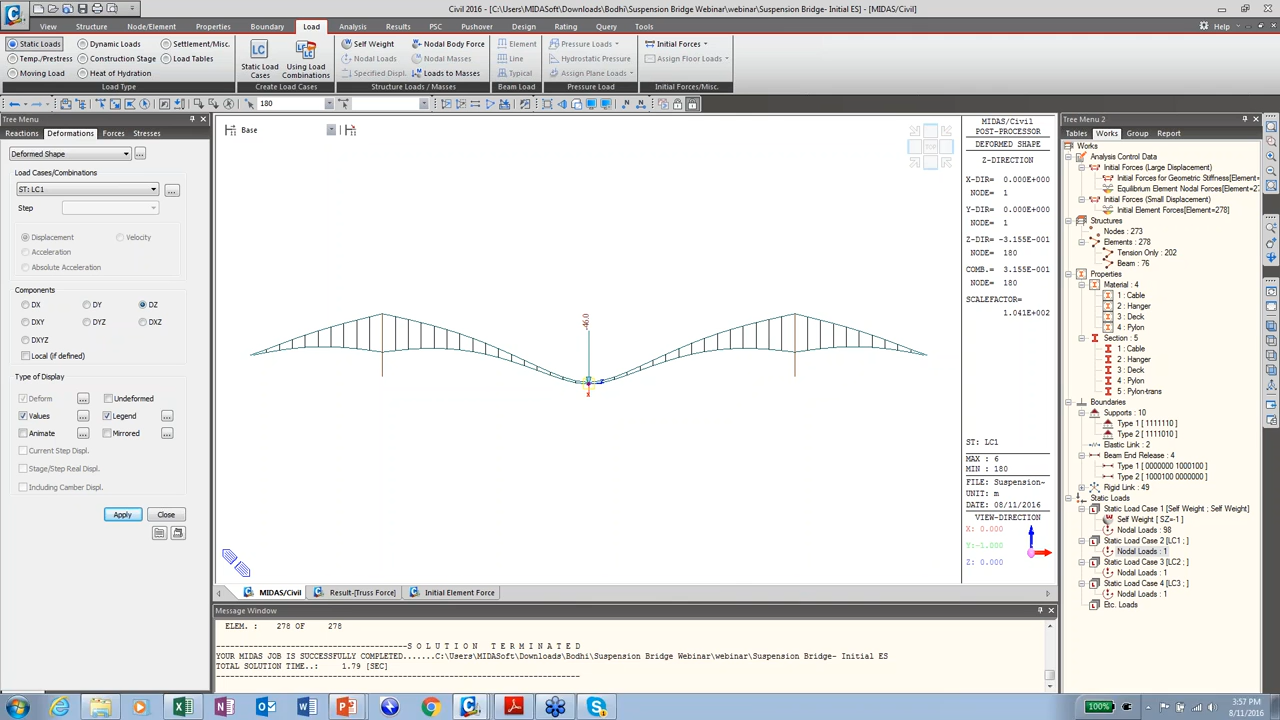 Civil 2016 - [C:\Users\MIDASoft\Downloads\Bodhi\Suspension Bridge Webinar\webinar\Suspension Bridge- Initial ES] - [MIDAS/Civil]
View Structure Node/Element Properties Boundary Load Analysis Results PSC Pushover Design Rating Query Tools Help
Static Loads Dynamic Loads Settlement/Misc.
Temp./Prestress Construction Stage Load Tables
Moving Load Heat of Hydration
Load Type
Static Load Cases
Using Load Combinations
Create Load Cases
Self Weight Nodal Body Force
Nodal Loads Nodal Masses
Specified Displ. Loads to Masses
Structure Loads / Masses
Element
Line
Typical
Beam Load
Pressure Loads
Hydrostatic Pressure
Assign Plane Loads
Pressure Load
Initial Forces
Assign Floor Loads
Initial Forces/Misc.
180
Tree Menu
Reactions Deformations Forces Stresses
Deformed Shape
Load Cases/Combinations
ST: LC1
Step
Displacement Velocity
Acceleration
Absolute Acceleration
Components
DX DY DZ
DXY DYZ DXZ
DXYZ
Local (if defined)
Type of Display
Deform Undeformed
Values Legend
Animate Mirrored
Current Step Displ.
Stage/Step Real Displ.
Including Camber Displ.
Apply Close
Base
-46.0
x
TOP
MIDAS/Civil
POST-PROCESSOR
DEFORMED SHAPE
Z-DIRECTION
X-DIR= 0.000E+000
NODE= 1
Y-DIR= 0.000E+000
NODE= 1
Z-DIR= -3.155E-001
NODE= 180
COMB.= 3.155E-001
NODE= 180
SCALEFACTOR=
1.041E+002
ST: LC1
MAX : 6
MIN : 180
FILE: Suspension~
UNIT: m
DATE: 08/11/2016
VIEW-DIRECTION
X: 0.000
Y:-1.000
Z: 0.000
MIDAS/Civil Result-[Truss Force] Initial Element Force
Message Window
ELEM. : 278 OF 278
S O L U T I O N T E R M I N A T E D
YOUR MIDAS JOB IS SUCCESSFULLY COMPLETED......C:\Users\MIDASoft\Downloads\Bodhi\Suspension Bridge Webinar\webinar\Suspension Bridge- Initial ES
TOTAL SOLUTION TIME..: 1.79 [SEC]
Tree Menu 2
Tables Works Group Report
Works
Analysis Control Data
Initial Forces (Large Displacement)
Initial Forces for Geometric Stiffness[Element=
Equilibrium Element Nodal Forces[Element=27
Initial Forces (Small Displacement)
Initial Element Forces[Element=278]
Structures
Nodes : 273
Elements : 278
Tension Only : 202
Beam : 76
Properties
Material : 4
1 : Cable
2 : Hanger
3 : Deck
4 : Pylon
Section : 5
1 : Cable
2 : Hanger
3 : Deck
4 : Pylon
5 : Pylon-trans
Boundaries
Supports : 10
Type 1 [ 1111110 ]
Type 2 [ 1111010 ]
Elastic Link : 2
Beam End Release : 4
Type 1 [ 0000000 1000100 ]
Type 2 [ 1000100 0000000 ]
Rigid Link : 49
Static Loads
Static Load Case 1 [Self Weight ; Self Weight]
Self Weight [ SZ=-1 ]
Nodal Loads : 98
Static Load Case 2 [LC1 ; ]
Nodal Loads : 1
Static Load Case 3 [LC2 ; ]
Nodal Loads : 1
Static Load Case 4 [LC3 ; ]
Nodal Loads : 1
Etc. Loads
100%
3:57 PM
8/11/2016